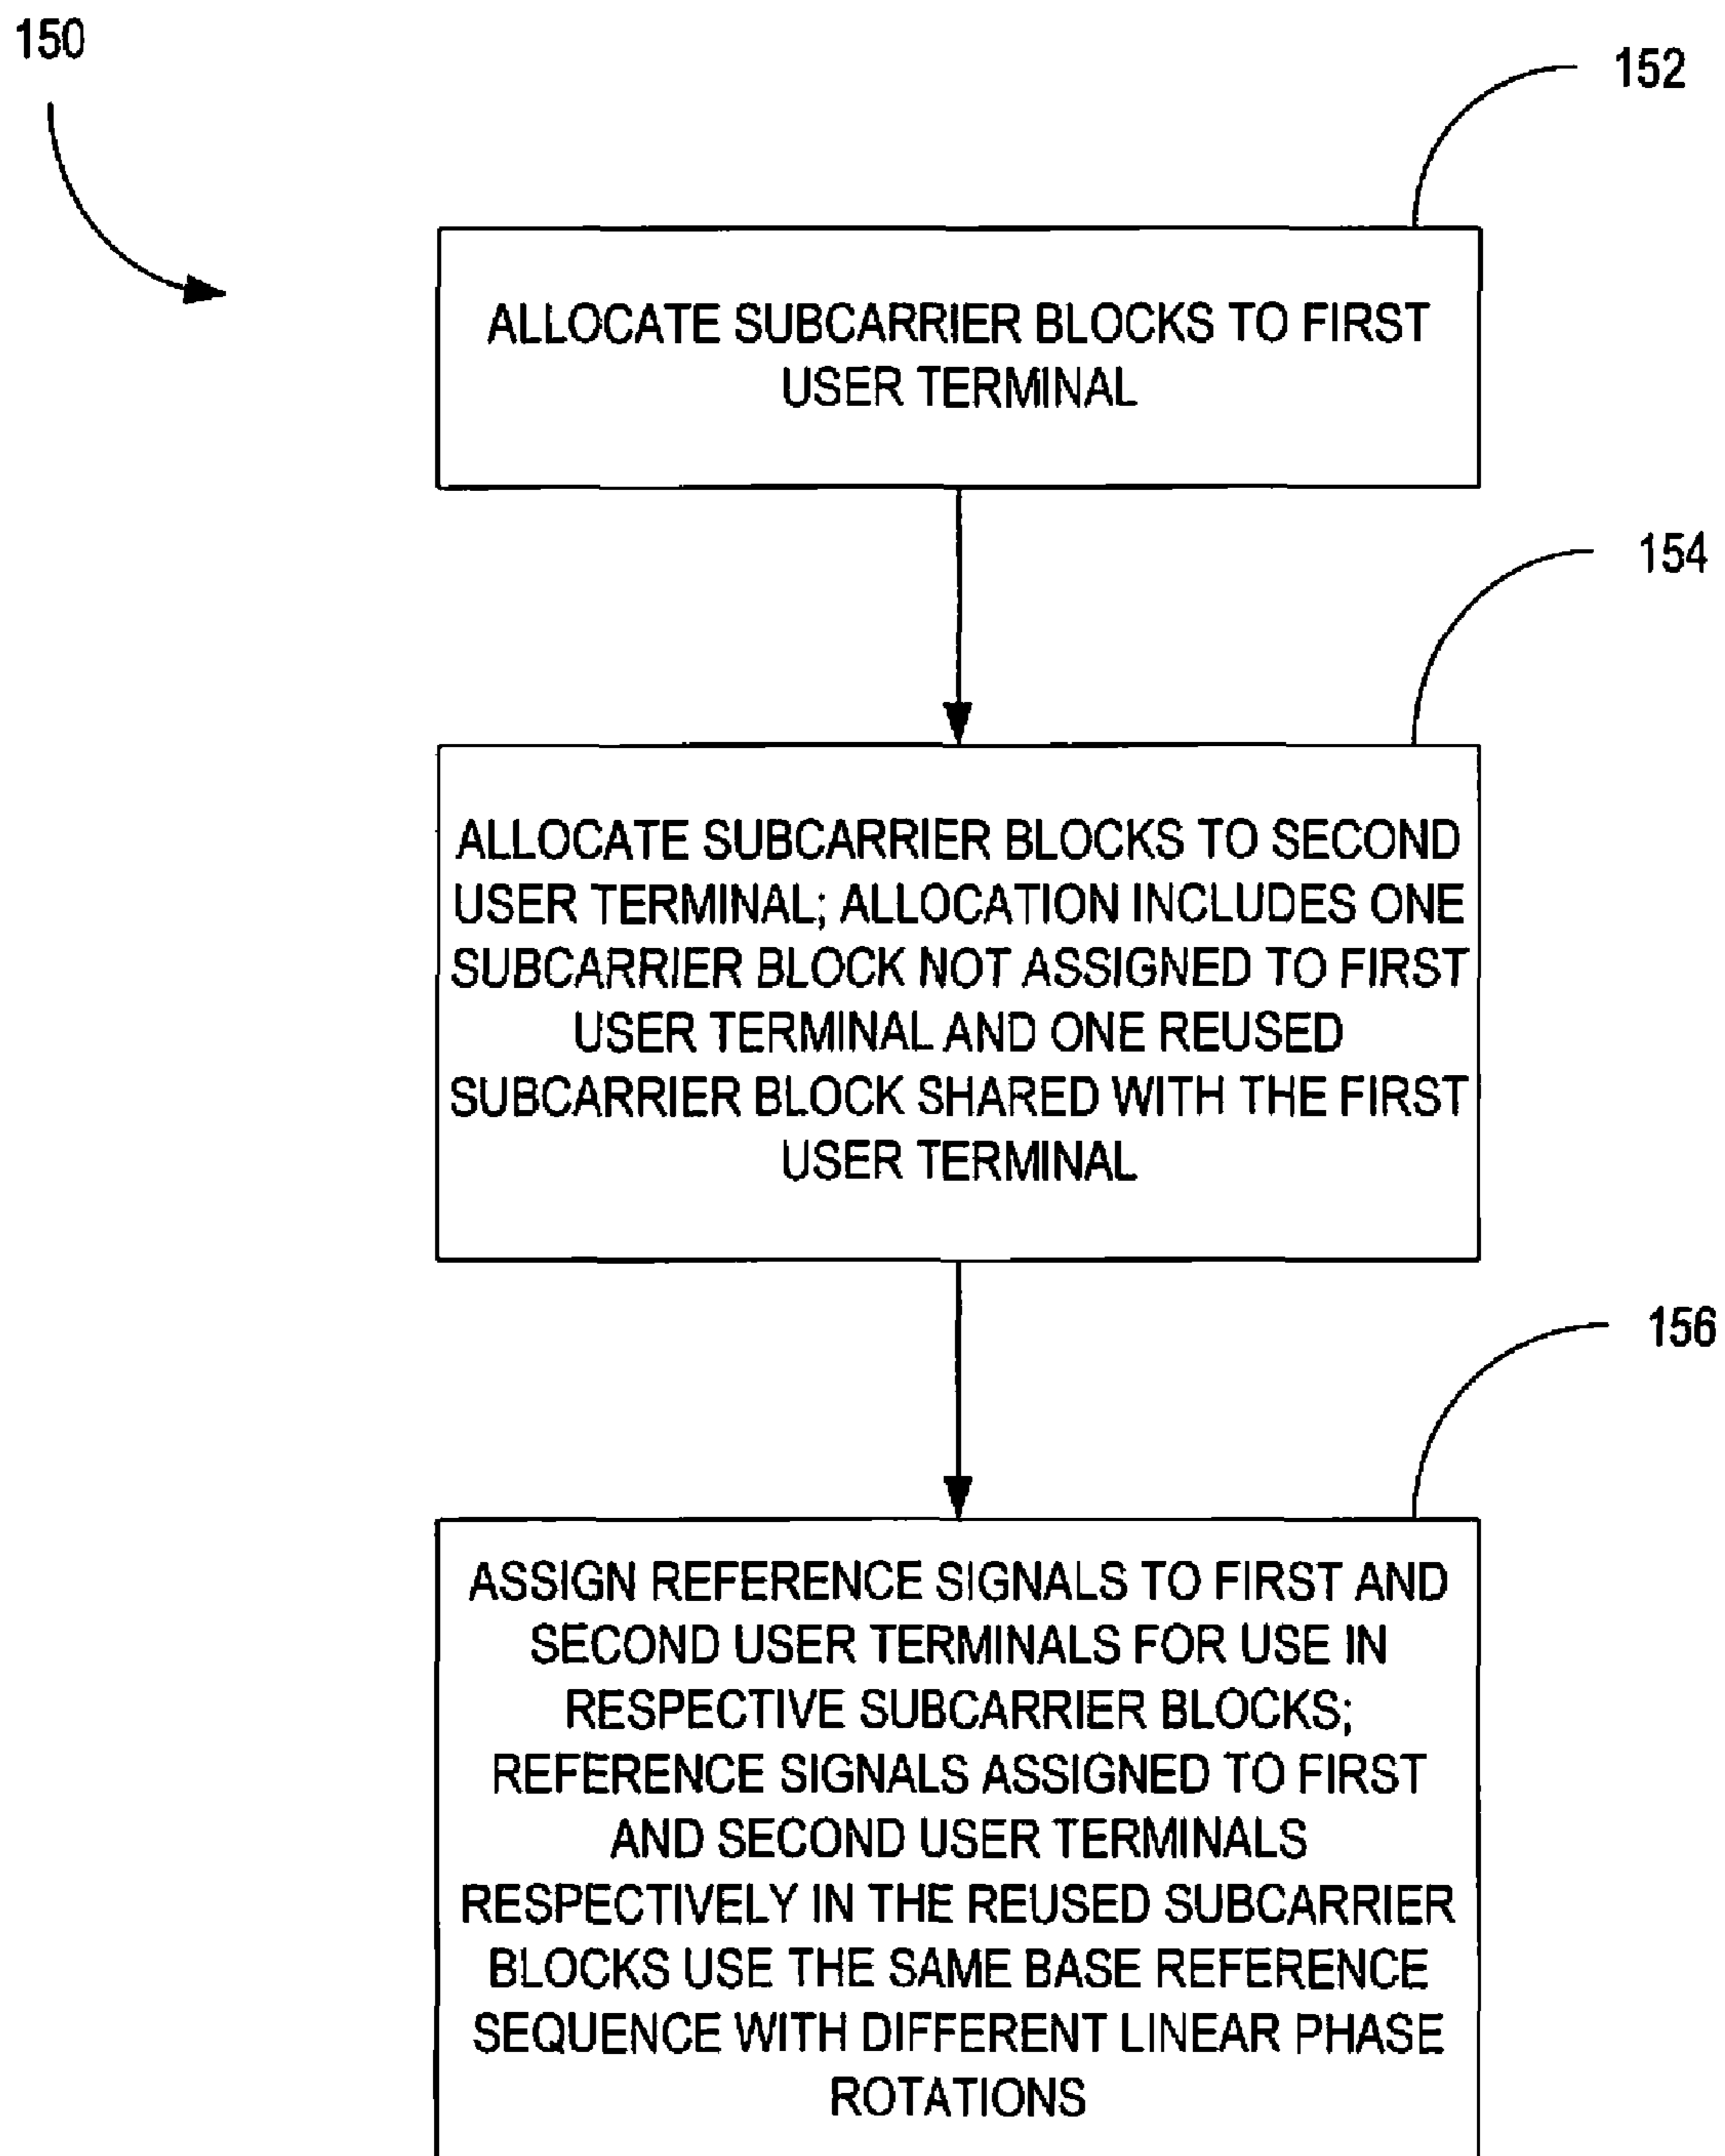 150
152
ALLOCATE SUBCARRIER BLOCKS TO FIRST
USER TERMINAL
154
ALLOCATE SUBCARRIER BLOCKS TO SECOND
USER TERMINAL; ALLOCATION INCLUDES ONE
SUBCARRIER BLOCK NOT ASSIGNED TO FIRST
USER TERMINAL AND ONE REUSED
SUBCARRIER BLOCK SHARED WITH THE FIRST
USER TERMINAL
156
ASSIGN REFERENCE SIGNALS TO FIRST AND
SECOND USER TERMINALS FOR USE IN
RESPECTIVE SUBCARRIER BLOCKS;
REFERENCE SIGNALS ASSIGNED TO FIRST
AND SECOND USER TERMINALS
RESPECTIVELY IN THE REUSED SUBCARRIER
BLOCKS USE THE SAME BASE REFERENCE
SEQUENCE WITH DIFFERENT LINEAR PHASE
ROTATIONS